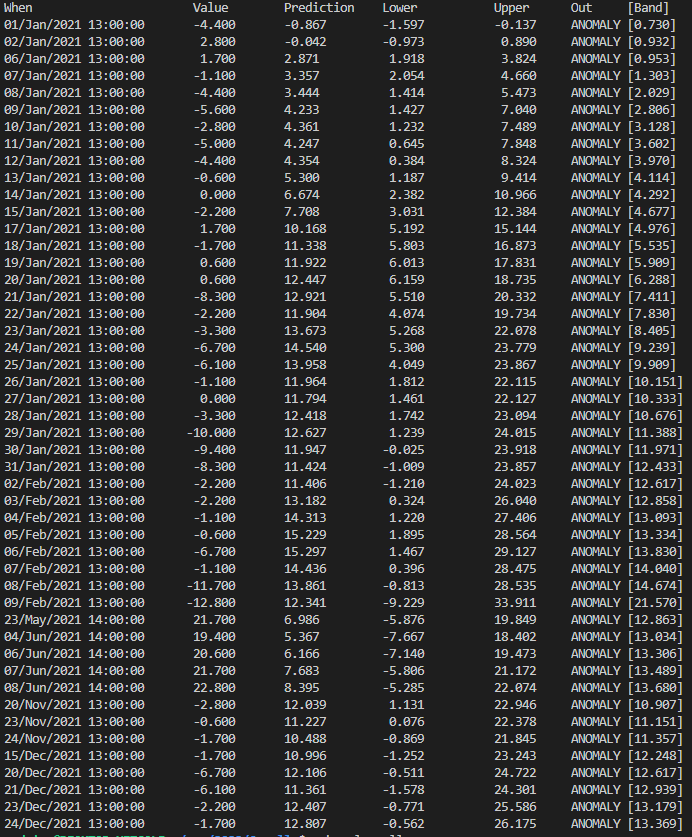 When Value Prediction Lower Upper Out [Band]
01/Jan/2021 13:00:00 -4.400 -0.867 -1.597 -0.137 ANOMALY [0.730]
02/Jan/2021 13:00:00 2.800 -0.042 -0.973 0.890 ANOMALY [0.932]
06/Jan/2021 13:00:00 1.700 2.871 1.918 3.824 ANOMALY [0.953]
07/Jan/2021 13:00:00 -1.100 3.357 2.054 4.660 ANOMALY [1.303]
08/Jan/2021 13:00:00 -4.400 3.444 1.414 5.473 ANOMALY [2.029]
09/Jan/2021 13:00:00 -5.600 4.233 1.427 7.040 ANOMALY [2.806]
10/Jan/2021 13:00:00 -2.800 4.361 1.232 7.489 ANOMALY [3.128]
11/Jan/2021 13:00:00 -5.000 4.247 0.645 7.848 ANOMALY [3.602]
12/Jan/2021 13:00:00 -4.400 4.354 0.384 8.324 ANOMALY [3.970]
13/Jan/2021 13:00:00 -0.600 5.300 1.187 9.414 ANOMALY [4.114]
14/Jan/2021 13:00:00 0.000 6.674 2.382 10.966 ANOMALY [4.292]
15/Jan/2021 13:00:00 -2.200 7.708 3.031 12.384 ANOMALY [4.677]
17/Jan/2021 13:00:00 1.700 10.168 5.192 15.144 ANOMALY [4.976]
18/Jan/2021 13:00:00 -1.700 11.338 5.803 16.873 ANOMALY [5.535]
19/Jan/2021 13:00:00 0.600 11.922 6.013 17.831 ANOMALY [5.909]
20/Jan/2021 13:00:00 0.600 12.447 6.159 18.735 ANOMALY [6.288]
21/Jan/2021 13:00:00 -8.300 12.921 5.510 20.332 ANOMALY [7.411]
22/Jan/2021 13:00:00 -2.200 11.904 4.074 19.734 ANOMALY [7.830]
23/Jan/2021 13:00:00 -3.300 13.673 5.268 22.078 ANOMALY [8.405]
24/Jan/2021 13:00:00 -6.700 14.540 5.300 23.779 ANOMALY [9.239]
25/Jan/2021 13:00:00 -6.100 13.958 4.049 23.867 ANOMALY [9.909]
26/Jan/2021 13:00:00 -1.100 11.964 1.812 22.115 ANOMALY [10.151]
27/Jan/2021 13:00:00 0.000 11.794 1.461 22.127 ANOMALY [10.333]
28/Jan/2021 13:00:00 -3.300 12.418 1.742 23.094 ANOMALY [10.676]
29/Jan/2021 13:00:00 -10.000 12.627 1.239 24.015 ANOMALY [11.388]
30/Jan/2021 13:00:00 -9.400 11.947 -0.025 23.918 ANOMALY [11.971]
31/Jan/2021 13:00:00 -8.300 11.424 -1.009 23.857 ANOMALY [12.433]
02/Feb/2021 13:00:00 -2.200 11.406 -1.210 24.023 ANOMALY [12.617]
03/Feb/2021 13:00:00 -2.200 13.182 0.324 26.040 ANOMALY [12.858]
04/Feb/2021 13:00:00 -1.100 14.313 1.220 27.406 ANOMALY [13.093]
05/Feb/2021 13:00:00 -0.600 15.229 1.895 28.564 ANOMALY [13.334]
06/Feb/2021 13:00:00 -6.700 15.297 1.467 29.127 ANOMALY [13.830]
07/Feb/2021 13:00:00 -1.100 14.436 0.396 28.475 ANOMALY [14.040]
08/Feb/2021 13:00:00 -11.700 13.861 -0.813 28.535 ANOMALY [14.674]
09/Feb/2021 13:00:00 -12.800 12.341 -9.229 33.911 ANOMALY [21.570]
23/May/2021 14:00:00 21.700 6.986 -5.876 19.849 ANOMALY [12.863]
04/Jun/2021 14:00:00 19.400 5.367 -7.667 18.402 ANOMALY [13.034]
06/Jun/2021 14:00:00 20.600 6.166 -7.140 19.473 ANOMALY [13.306]
07/Jun/2021 14:00:00 21.700 7.683 -5.806 21.172 ANOMALY [13.489]
08/Jun/2021 14:00:00 22.800 8.395 -5.285 22.074 ANOMALY [13.680]
20/Nov/2021 13:00:00 -2.800 12.039 1.131 22.946 ANOMALY [10.907]
23/Nov/2021 13:00:00 -0.600 11.227 0.076 22.378 ANOMALY [11.151]
24/Nov/2021 13:00:00 -1.700 10.488 -0.869 21.845 ANOMALY [11.357]
15/Dec/2021 13:00:00 -1.700 10.996 -1.252 23.243 ANOMALY [12.248]
20/Dec/2021 13:00:00 -6.700 12.106 -0.511 24.722 ANOMALY [12.617]
21/Dec/2021 13:00:00 -6.100 11.361 -1.578 24.301 ANOMALY [12.939]
23/Dec/2021 13:00:00 -2.200 12.407 -0.771 25.586 ANOMALY [13.179]
24/Dec/2021 13:00:00 -1.700 12.807 -0.562 26.175 ANOMALY [13.369]